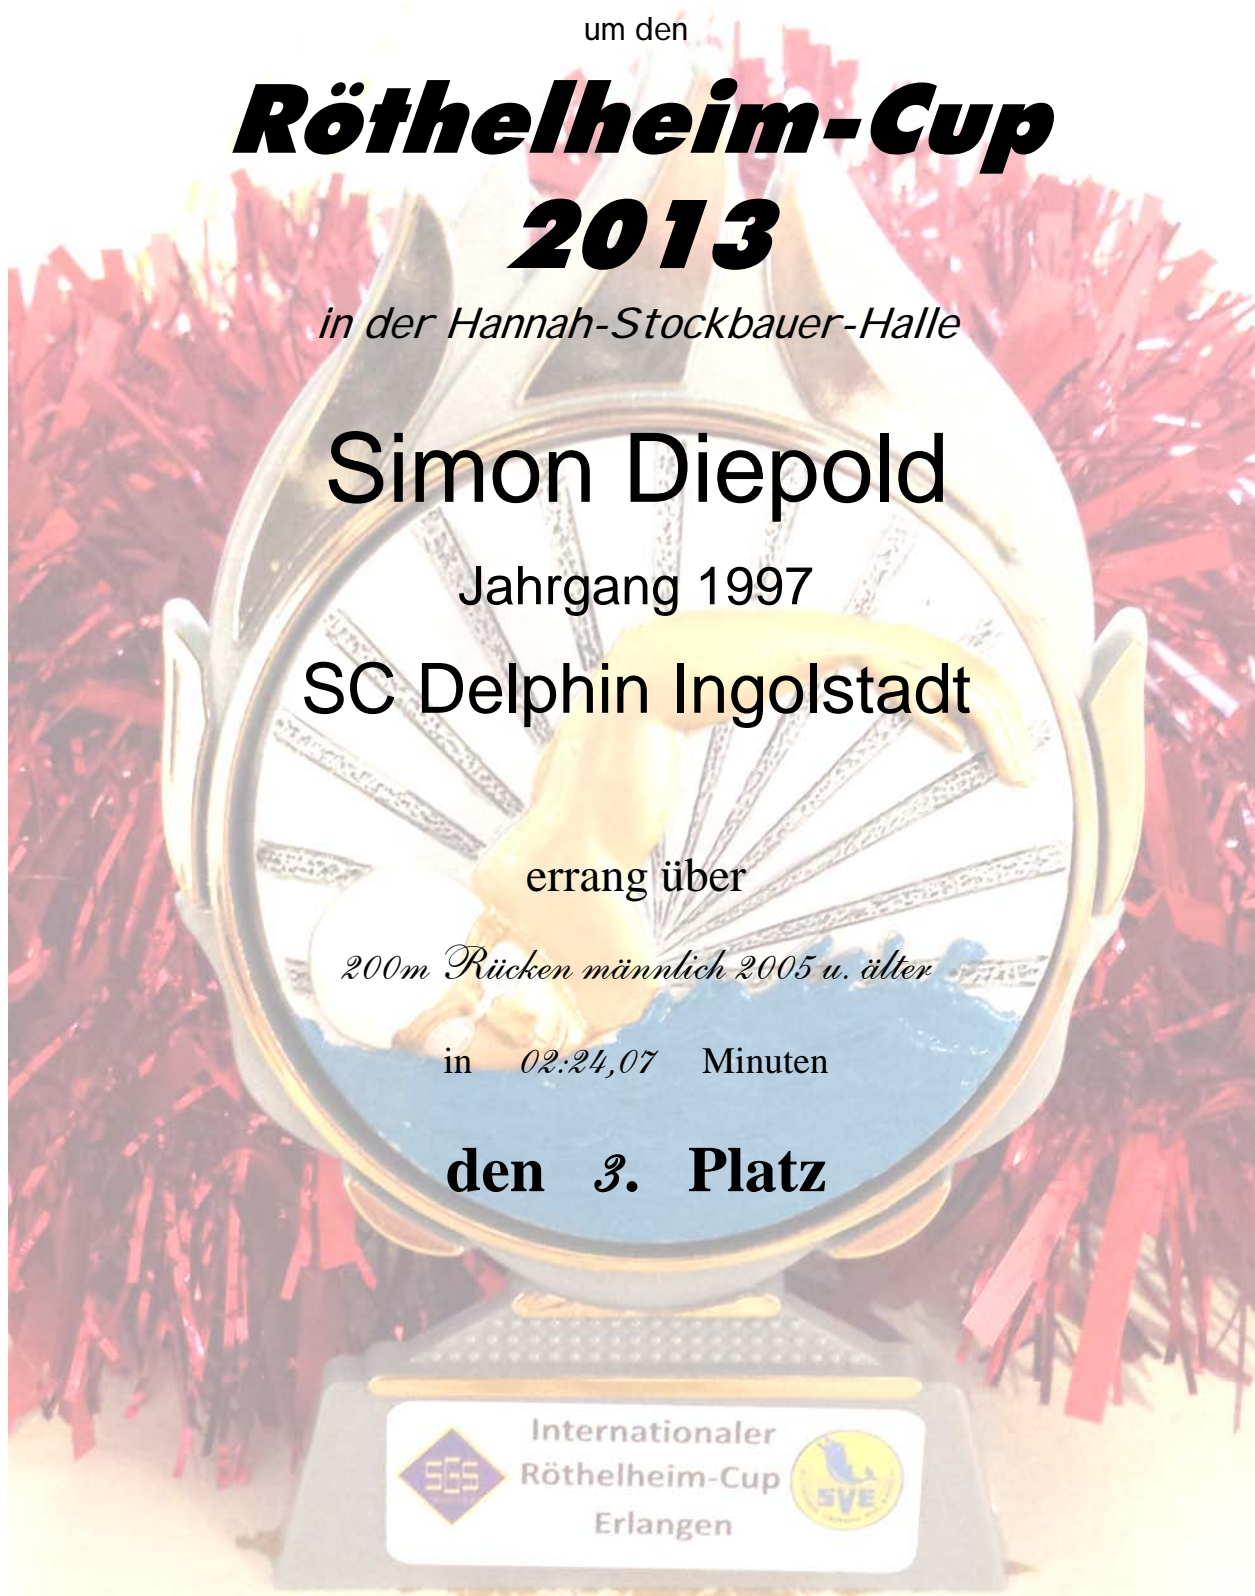 um den
Röthelheim-Cup
2013
in der Hannah-Stockbauer-Halle
Simon Diepold
Jahrgang 1997
SC Delphin Ingolstadt
errang über
200m Rücken männlich 2005 u. älter
in 02:24,07 Minuten
den 3. Platz
Internationaler
Röthelheim-Cup
Erlangen
SGS
SVE